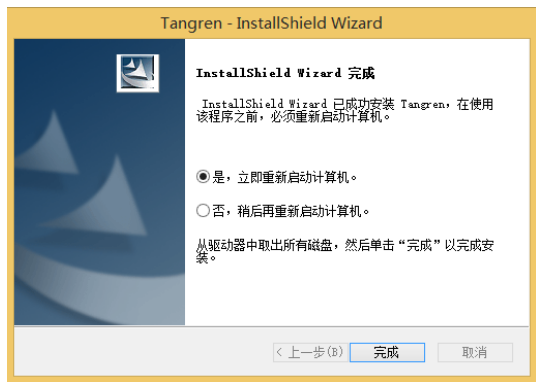 Tangren - InstallShield Wizard
InstallShield Wizard 完成
InstallShield Wizard 已成功安装 Tangren，在使用
该程序之前，必须重新启动计算机。
是，立即重新启动计算机。
否，稍后再重新启动计算机。
从驱动器中取出所有磁盘，然后单击“完成”以完成安
装。
< 上一步(B) 完成 取消